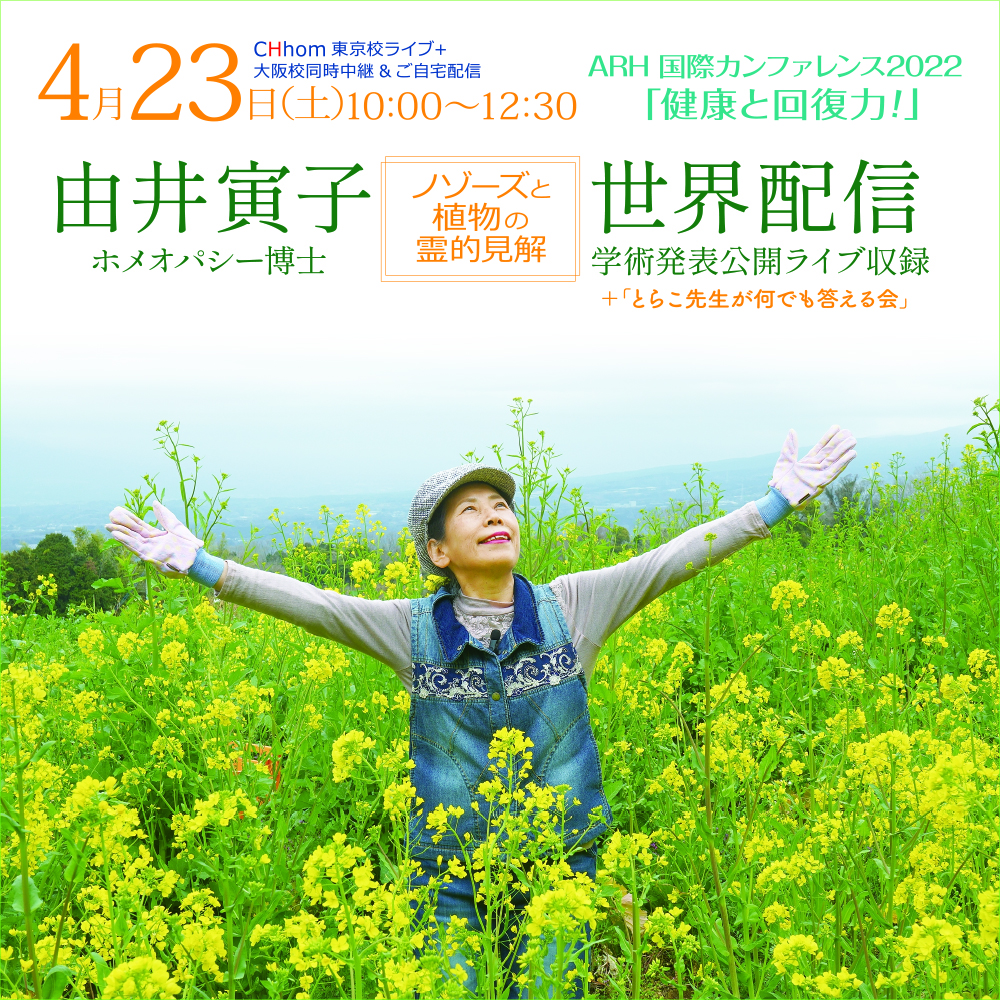 4月23日(土)10:00〜12:30
CHhom 東京校ライブ+
大阪校同時中継 & ご自宅配信
ARH 国際カンファレンス2022
「健康と回復力!」
由井寅子
ホメオパシー博士
ノゾーズと
植物の
霊的見解
世界配信
学術発表公開ライブ収録
+「とらこ先生が何でも答える会」